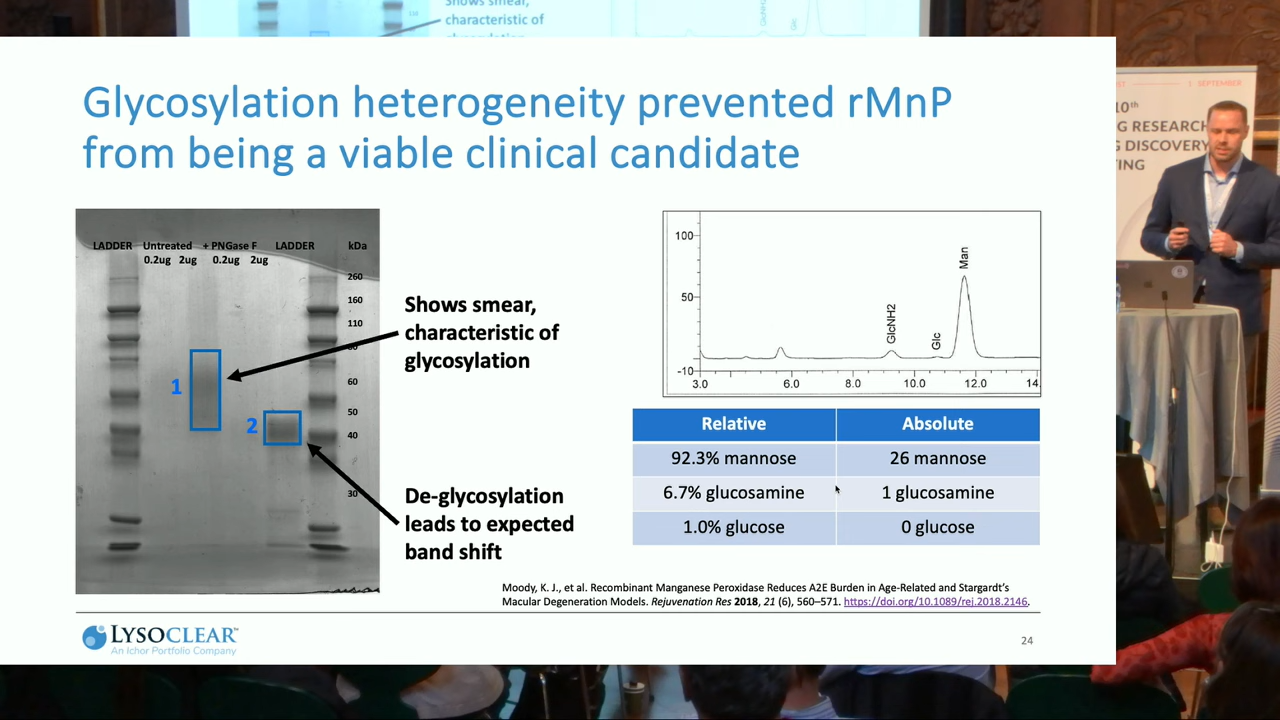 Shows smear,
characteristic of
GlcNH2
Glc
Glycosylation heterogeneity prevented rMnP
from being a viable clinical candidate
LADDER Untreated + PNGase F LADDER kDa
0.2ug 2ug 0.2ug 2ug
260
160
110
80
60
50
40
30
1
2
Shows smear,
characteristic of
glycosylation
De-glycosylation
leads to expected
band shift
100
50
-10
3.0 6.0 8.0 10.0 12.0 14.
GlcNH2
Glc
Man
Relative Absolute
92.3% mannose 26 mannose
6.7% glucosamine 1 glucosamine
1.0% glucose 0 glucose
Moody, K. J., et al. Recombinant Manganese Peroxidase Reduces A2E Burden in Age-Related and Stargardt's
Macular Degeneration Models. Rejuvenation Res 2018, 21 (6), 560–571. https://doi.org/10.1089/rej.2018.2146.
LYSOCLEAR™
An Ichor Portfolio Company
24
SEPTEMBER
10th
G RESEARCH
G DISCOVERY
TING